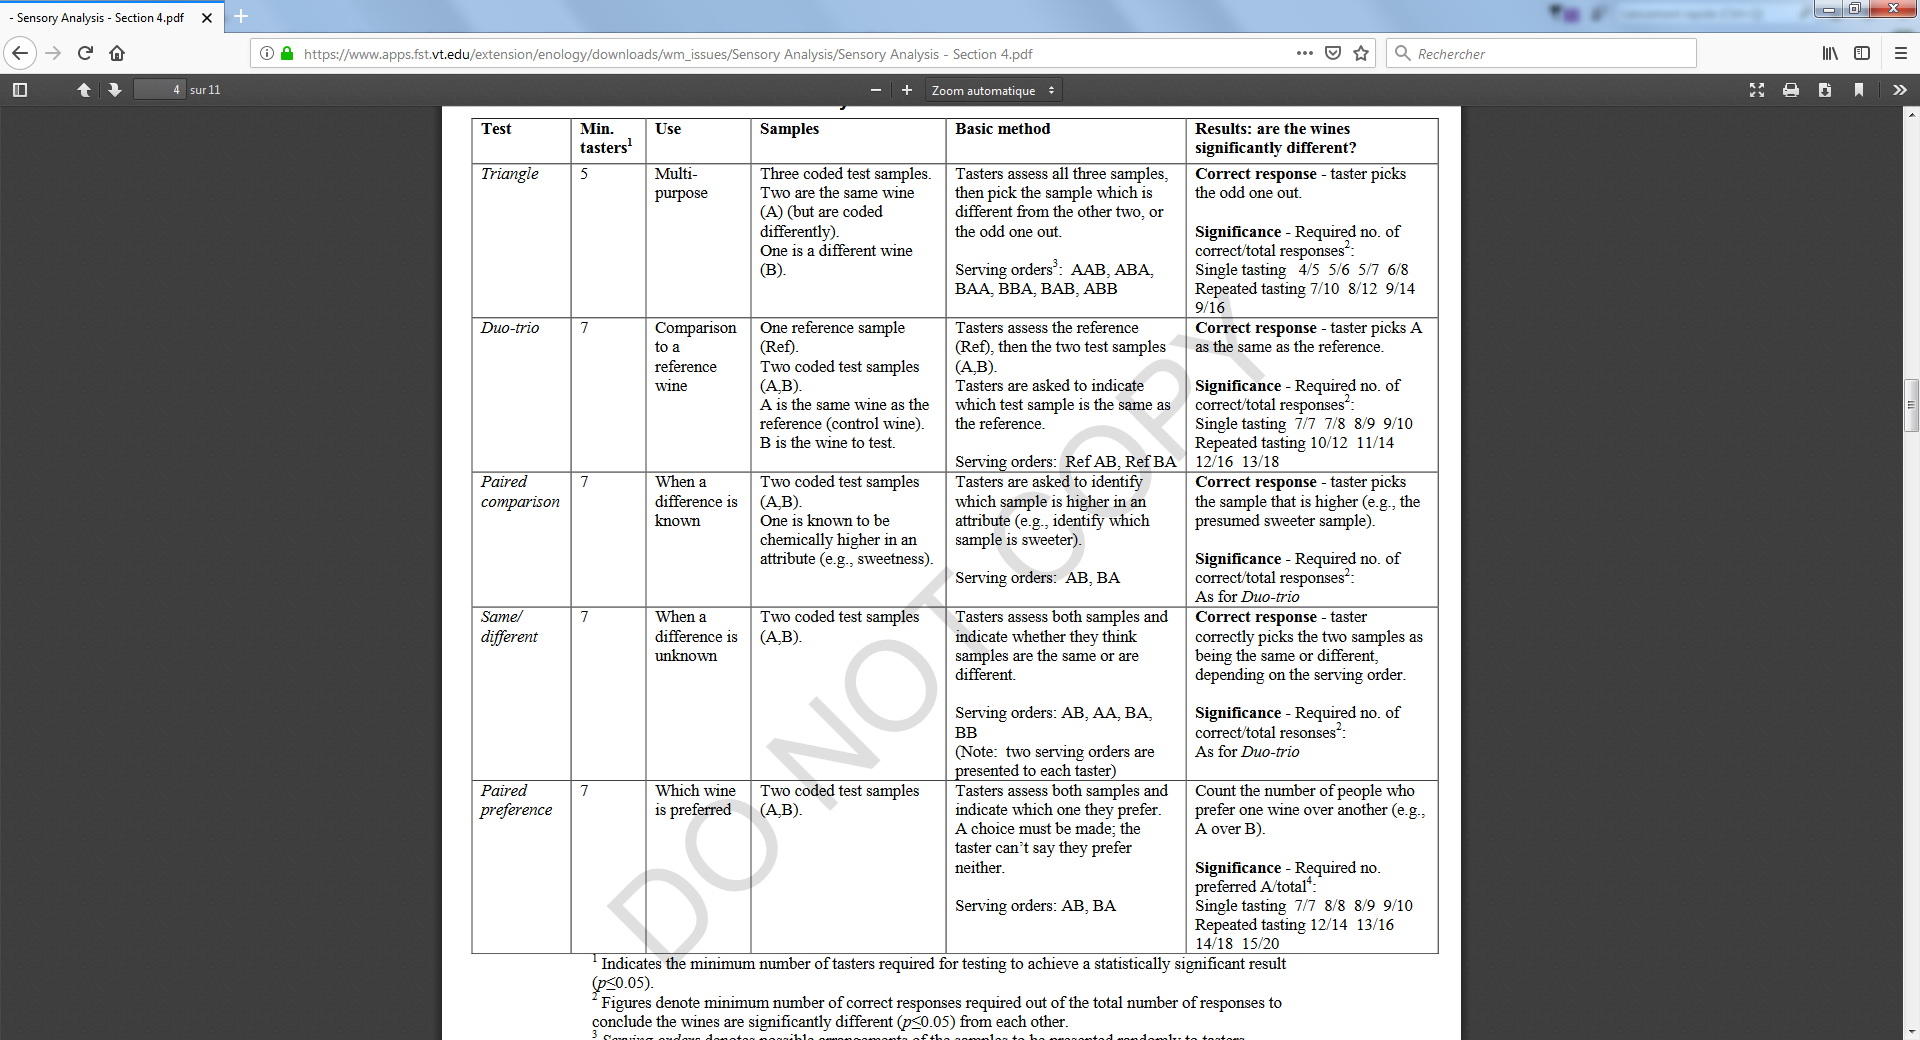 - Sensory Analysis - Section 4.pdf
https://www.apps.fst.vt.edu/extension/enology/downloads/wm_issues/Sensory Analysis/Sensory Analysis - Section 4.pdf
Rechercher
4 sur 11
Zoom automatique
Test
Min.
tasters1
Use
Samples
Basic method
Results: are the wines
significantly different?
Triangle
5
Multi-
purpose
Three coded test samples.
Two are the same wine
(A) (but are coded
differently).
One is a different wine
(B).
Tasters assess all three samples,
then pick the sample which is
different from the other two, or
the odd one out.
Serving orders3: AAB, ABA,
BAA, BBA, BAB, ABB
Correct response - taster picks
the odd one out.
Significance - Required no. of
correct/total responses2:
Single tasting 4/5 5/6 5/7 6/8
Repeated tasting 7/10 8/12 9/14
9/16
Duo-trio
7
Comparison
to a
reference
wine
One reference sample
(Ref).
Two coded test samples
(A,B).
A is the same wine as the
reference (control wine).
B is the wine to test.
Tasters assess the reference
(Ref), then the two test samples
(A,B).
Tasters are asked to indicate
which test sample is the same as
the reference.
Serving orders: Ref AB, Ref BA
Correct response - taster picks A
as the same as the reference.
Significance - Required no. of
correct/total responses2:
Single tasting 7/7 7/8 8/9 9/10
Repeated tasting 10/12 11/14
12/16 13/18
Paired
comparison
7
When a
difference is
known
Two coded test samples
(A,B).
One is known to be
chemically higher in an
attribute (e.g., sweetness).
Tasters are asked to identify
which sample is higher in an
attribute (e.g., identify which
sample is sweeter).
Serving orders: AB, BA
Correct response - taster picks
the sample that is higher (e.g., the
presumed sweeter sample).
Significance - Required no. of
correct/total responses2:
As for Duo-trio
Same/
different
7
When a
difference is
unknown
Two coded test samples
(A,B).
Tasters assess both samples and
indicate whether they think
samples are the same or are
different.
Serving orders: AB, AA, BA,
BB
(Note: two serving orders are
presented to each taster)
Correct response - taster
correctly picks the two samples as
being the same or different,
depending on the serving order.
Significance - Required no. of
correct/total resonses2:
As for Duo-trio
Paired
preference
7
Which wine
is preferred
Two coded test samples
(A,B).
Tasters assess both samples and
indicate which one they prefer.
A choice must be made; the
taster can't say they prefer
neither.
Serving orders: AB, BA
Count the number of people who
prefer one wine over another (e.g.,
A over B).
Significance - Required no.
preferred A/total4:
Single tasting 7/7 8/8 8/9 9/10
Repeated tasting 12/14 13/16
14/18 15/20
DO NOT COPY
1 Indicates the minimum number of tasters required for testing to achieve a statistically significant result
(p≤0.05).
2 Figures denote minimum number of correct responses required out of the total number of responses to
conclude the wines are significantly different (p≤0.05) from each other.
3 Serving orders denotes possible arrangements of the samples to be presented randomly to tasters.